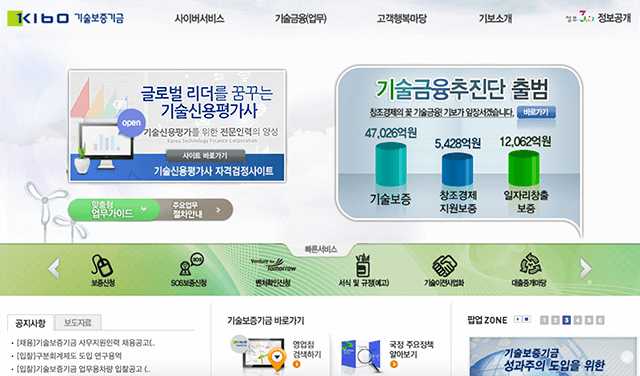 KIBO 기술보증기금
사이버서비스
기술금융(업무)
고객행복마당
기보소개
정부 3.0 정보공개
글로벌 리더를 꿈꾸는
기술신용평가사
open
기술신용평가를 위한 전문인력의 양성
Korea Technology Finance Corporation
사이트 바로가기
기술신용평가사 자격검정사이트
기술금융추진단 출범
창조경제의 꽃 기술금융! 기보가 앞장서겠습니다. 바로가기
47,026억원
5,428억원
12,062억원
기술보증
창조경제
지원보증
일자리창출
보증
맞춤형
업무가이드
주요업무
절차안내
빠른서비스
SOS
Venture for
Tomorrow
보증신청
SOS보증신청
벤처확인신청
서식 및 규정(예고)
기술이전사업화
대출중개마당
공지사항
보도자료
[채용]기술보증기금 사무지원인력 채용공고(..
[입찰]구분회계제도 도입 연구용역
[입찰]기술보증기금 업무용차량 입찰공고 (..
기술보증기금 바로가기
영업점
검색하기
국정 주요정책
알아보기
팝업 ZONE
1 2 3 4 5 6
기술보증기금
성과주의 도입을 위한